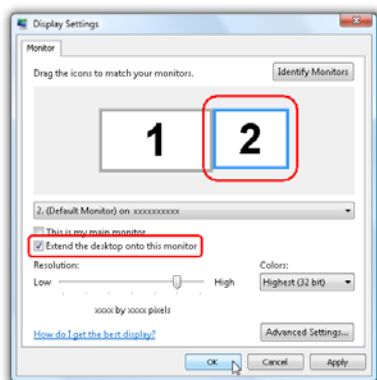 Display Settings
Monitor
Drag the icons to match your monitors.
Identify Monitors
1
2
2. (Default Monitor) on xxxxxxxxxx
This is my main monitor
Extend the desktop onto this monitor
Resolution:
Colors:
Low
High
Highest (32 bit)
xxxx by xxxx pixels
How do I get the best display?
Advanced Settings...
OK
Cancel
Apply